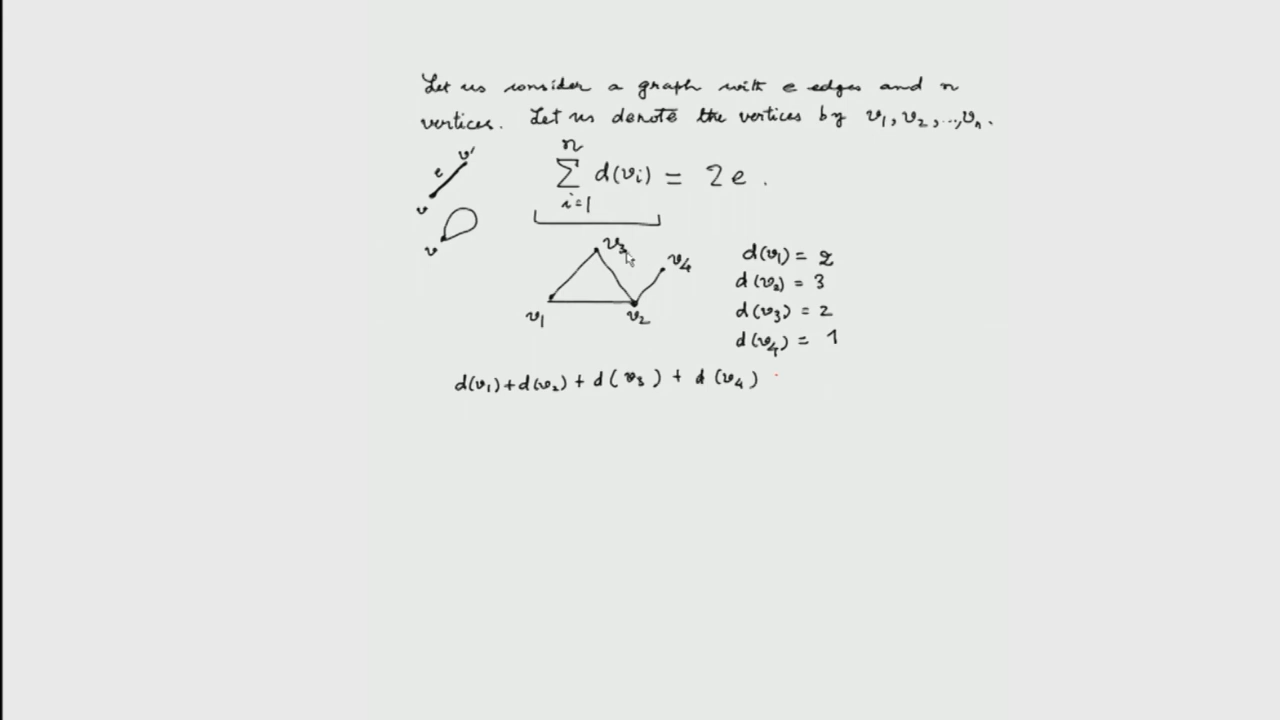 Let us consider a graph with e edges and n
vertices. Let us denote the vertices by v₁, v₂, ..., vₙ.
e v'
v
n
∑ d(vᵢ) = 2e .
i=1
v
v₃
v₄
v₁ v₂
d(v₁) = 2
d(v₂) = 3
d(v₃) = 2
d(v₄) = 1
d(v₁) + d(v₂) + d(v₃) + d(v₄)